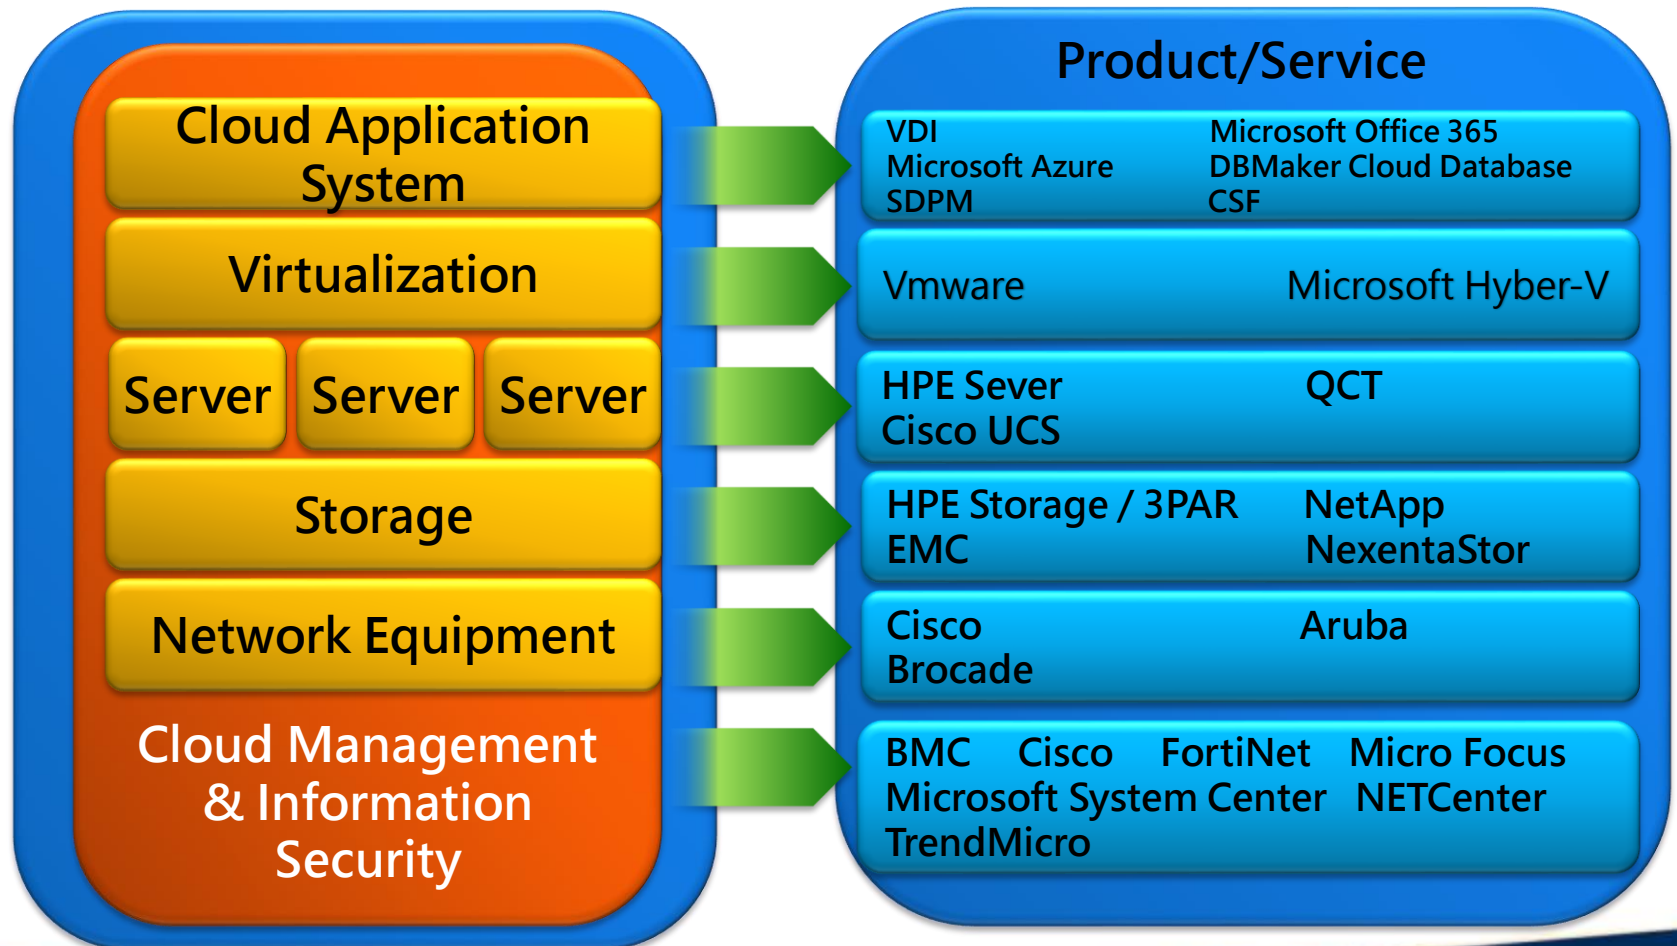 Product/Service
Cloud Application
System
VDI Microsoft Office 365
Microsoft Azure DBMaker Cloud Database
SDPM CSF
Virtualization
Vmware Microsoft Hyber-V
Server Server Server
HPE Sever QCT
Cisco UCS
Storage
HPE Storage / 3PAR NetApp
EMC NexentaStor
Network Equipment
Cisco Aruba
Brocade
Cloud Management
& Information
Security
BMC Cisco FortiNet Micro Focus
Microsoft System Center NETCenter
TrendMicro